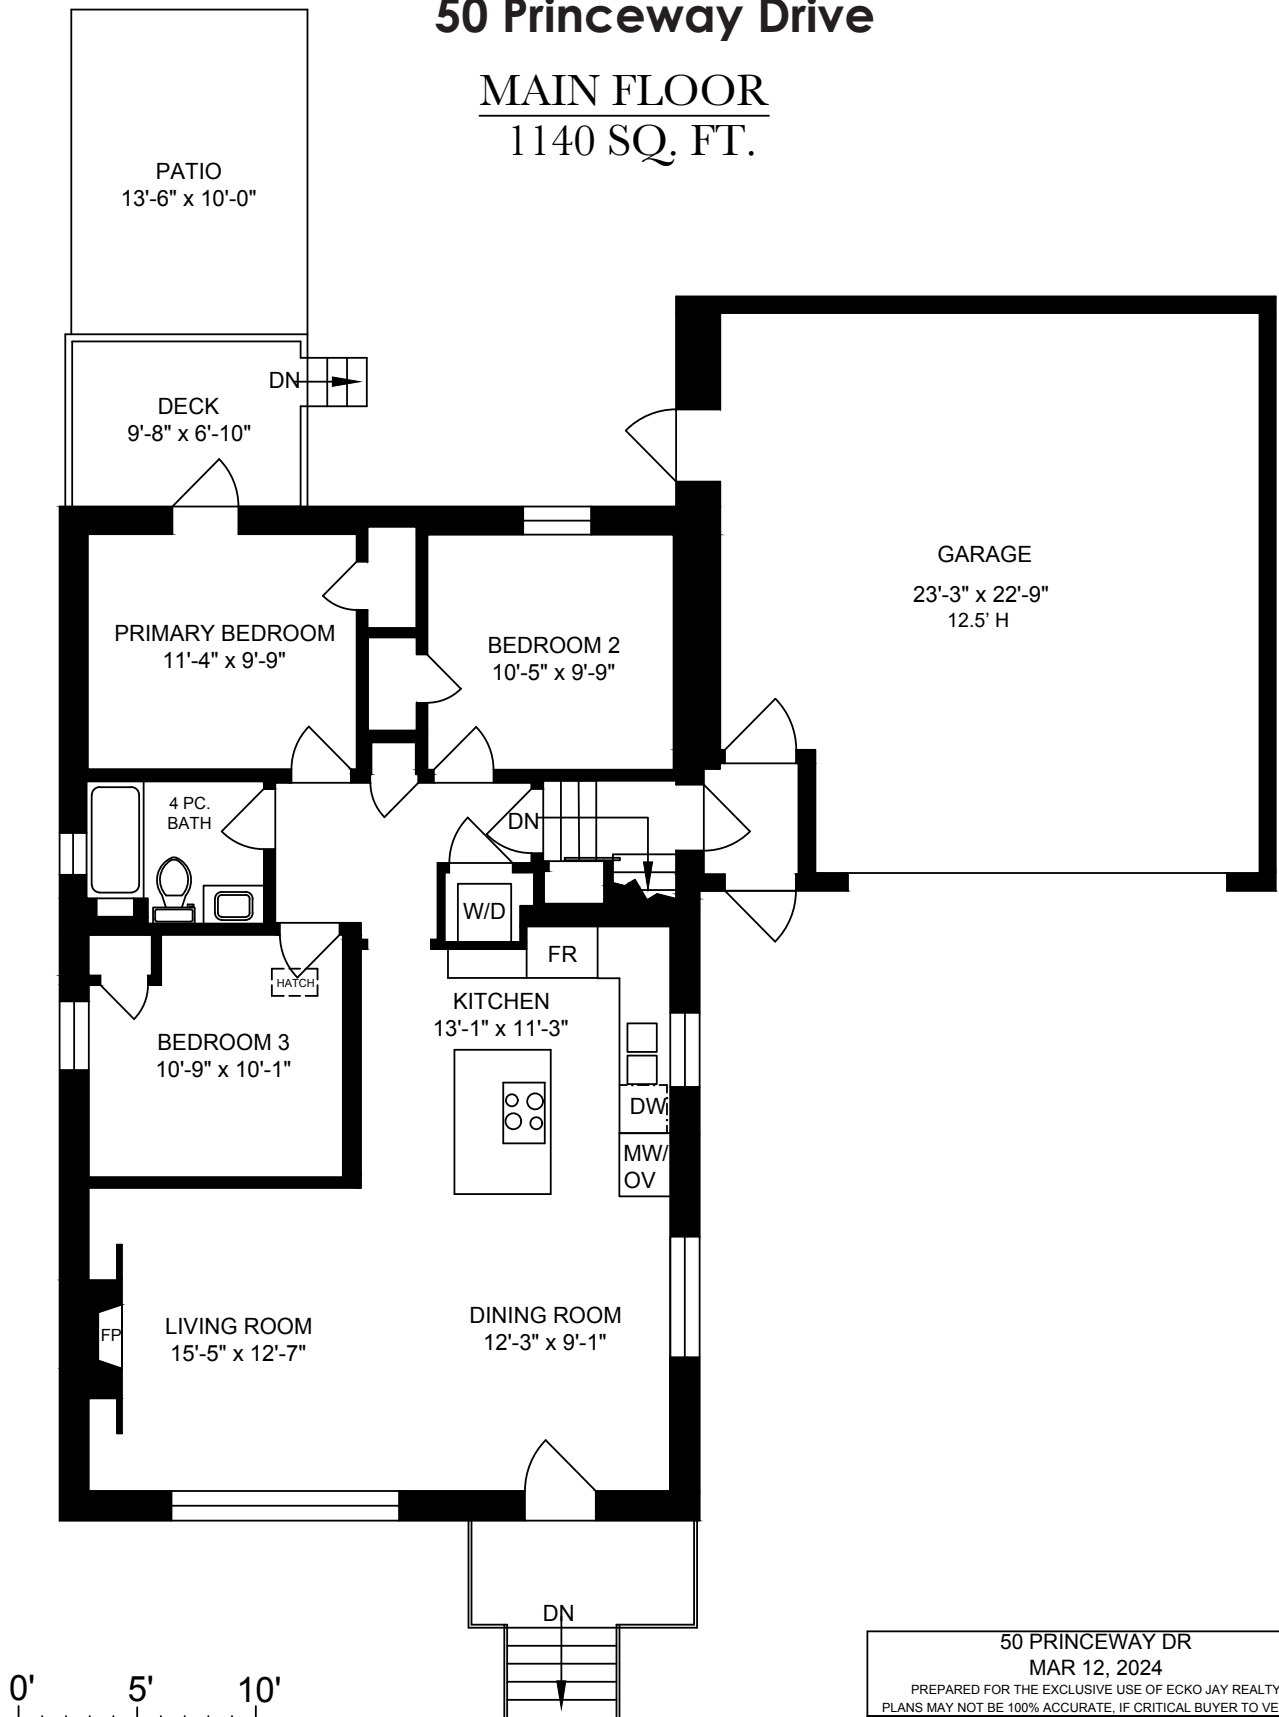 50 Princeway Drive
MAIN FLOOR
1140 SQ. FT.
PATIO
13'-6" x 10'-0"
DN
DECK
9'-8" x 6'-10"
GARAGE
23'-3" x 22'-9"
12.5' H
PRIMARY BEDROOM
11'-4" x 9'-9"
BEDROOM 2
10'-5" x 9'-9"
4 PC.
BATH
DN
W/D
FR
HATCH
KITCHEN
13'-1" x 11'-3"
BEDROOM 3
10'-9" x 10'-1"
DW
MW/
OV
FP
LIVING ROOM
15'-5" x 12'-7"
DINING ROOM
12'-3" x 9'-1"
DN
0' 5' 10'
50 PRINCEWAY DR
MAR 12, 2024
PREPARED FOR THE EXCLUSIVE USE OF ECKO JAY REALTY
PLANS MAY NOT BE 100% ACCURATE, IF CRITICAL BUYER TO VE